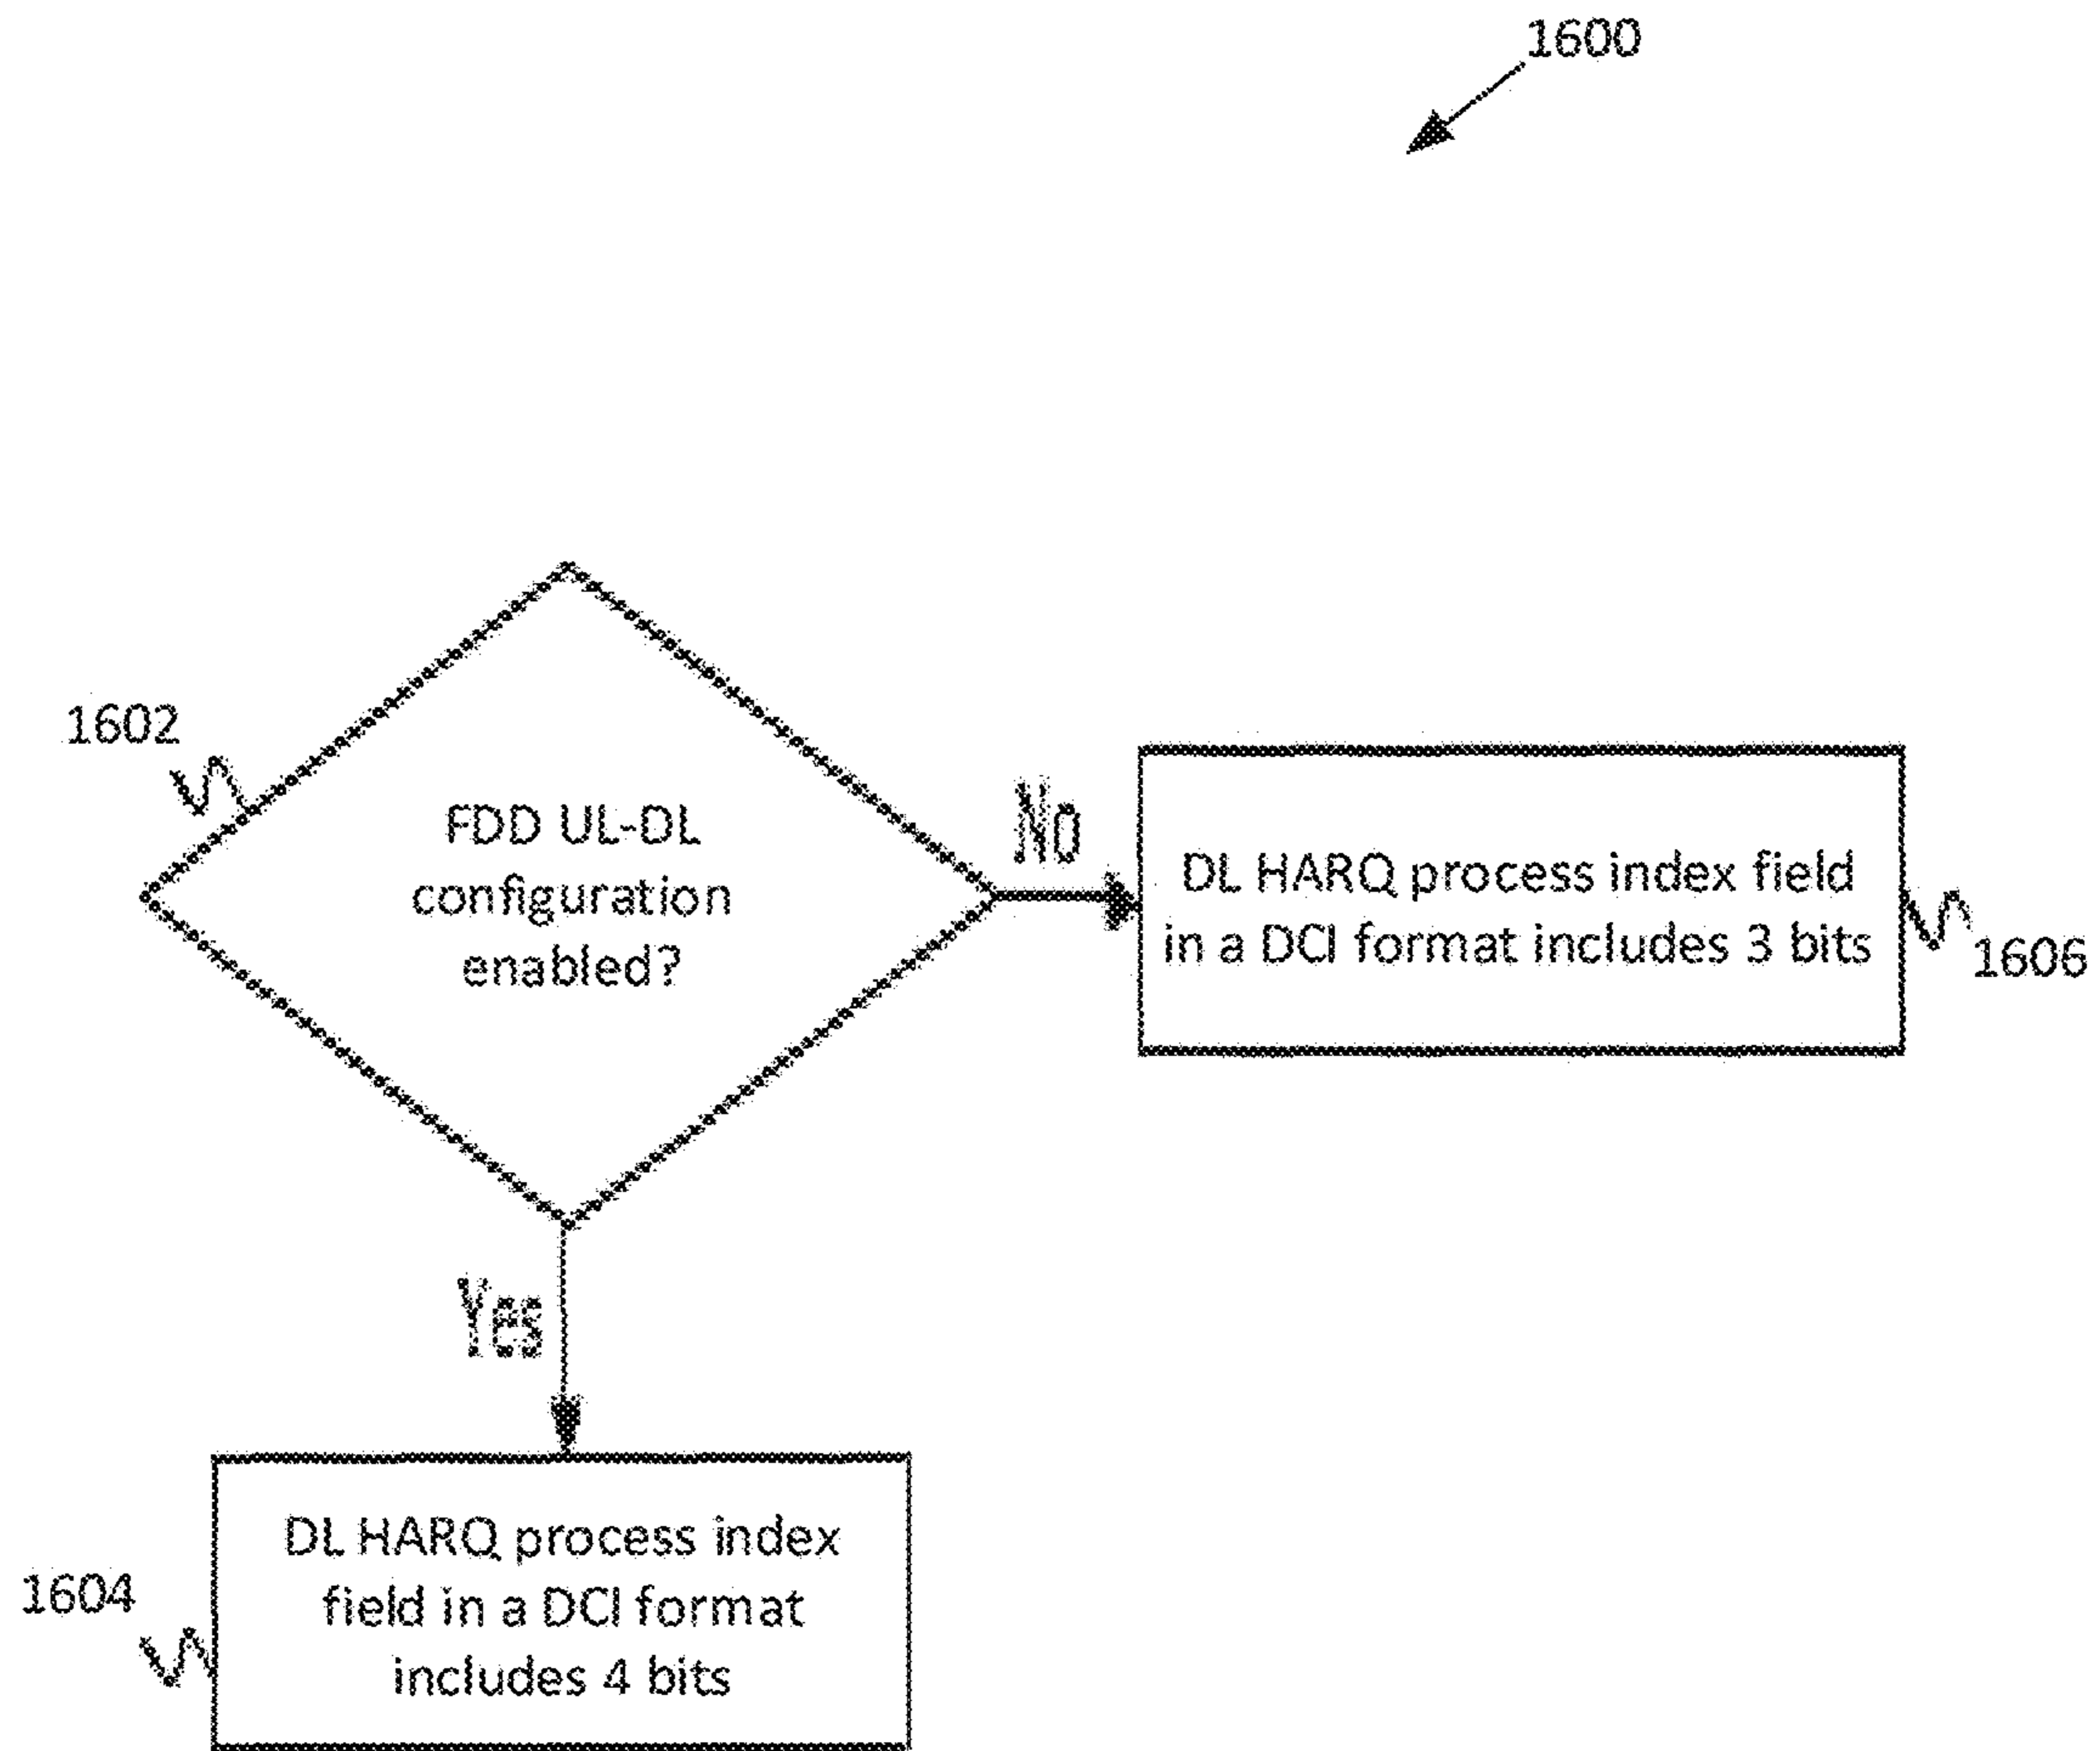 1600
1602
FDD UL-DL
configuration
enabled?
No
DL HARQ process index field
in a DCI format includes 3 bits
1606
Yes
DL HARQ process index
field in a DCI format
includes 4 bits
1604